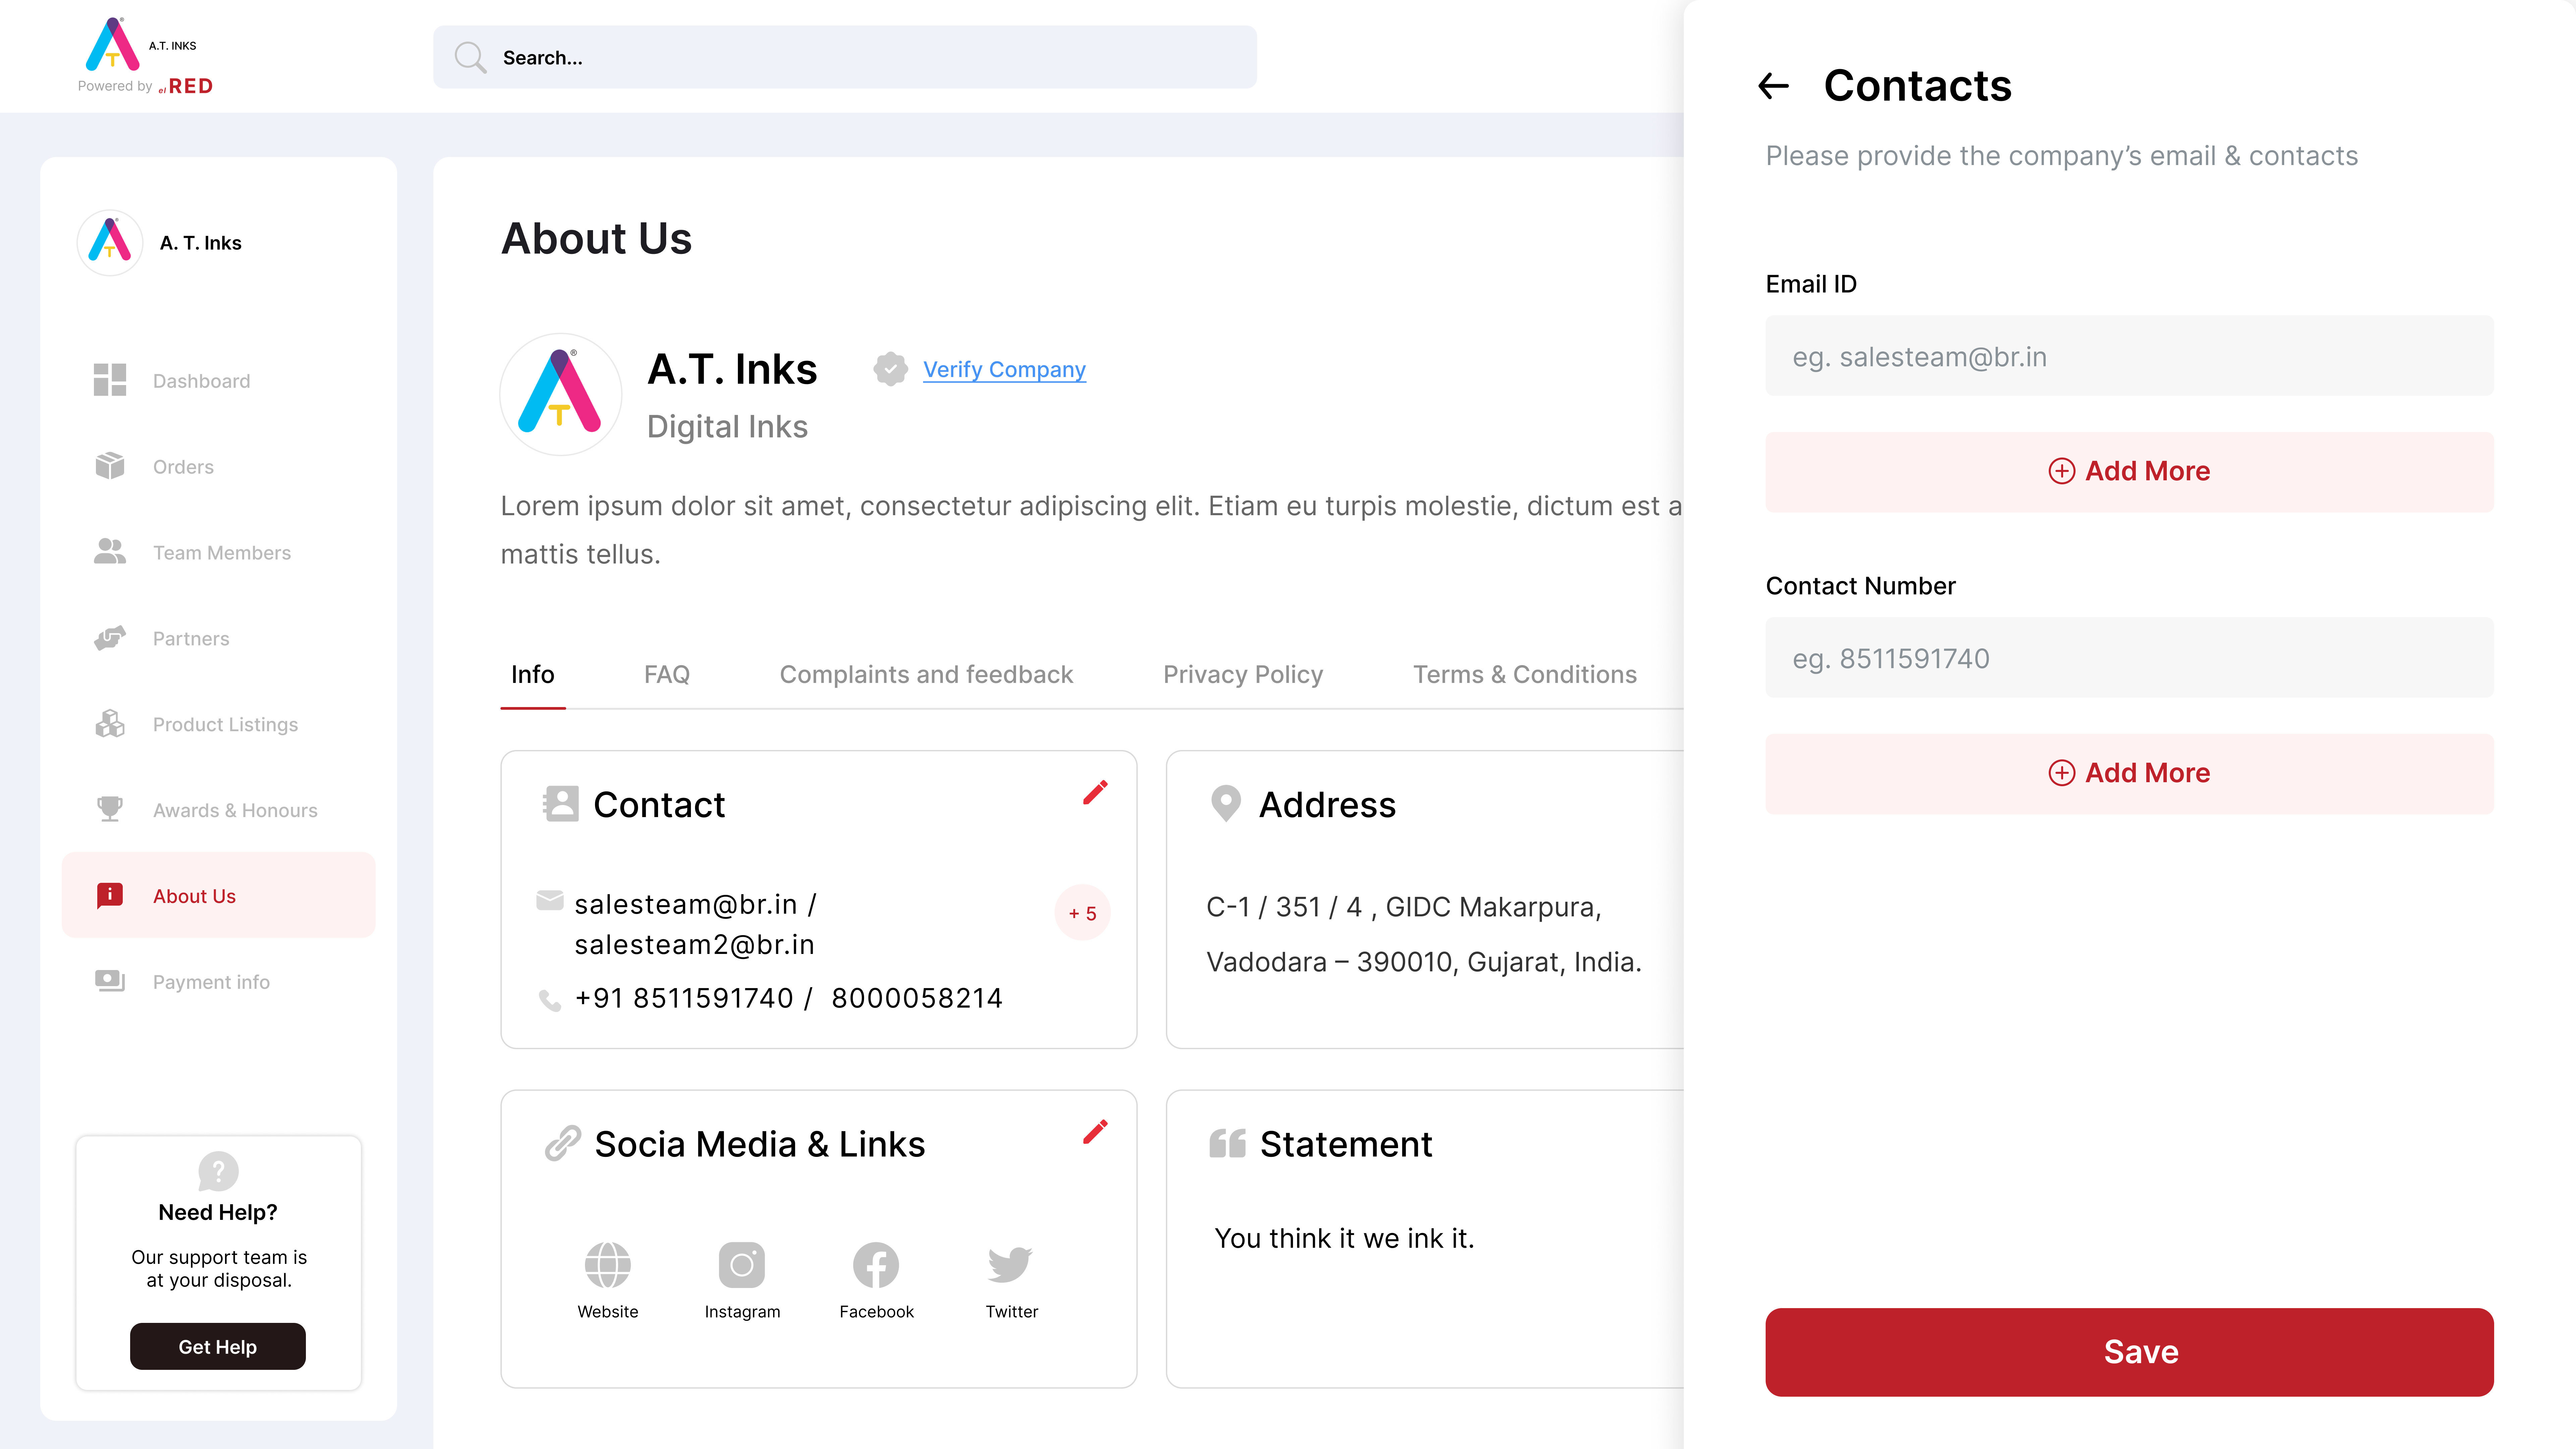 A.T. INKS
Powered by el RED
Search...
A. T. Inks
Dashboard
Orders
Team Members
Partners
Product Listings
Awards & Honours
About Us
Payment info
Need Help?
Our support team is
at your disposal.
Get Help
About Us
A.T. Inks
Verify Company
Digital Inks
Lorem ipsum dolor sit amet, consectetur adipiscing elit. Etiam eu turpis molestie, dictum est a
mattis tellus.
Info FAQ Complaints and feedback Privacy Policy Terms & Conditions
Contact
salesteam@br.in /
salesteam2@br.in
+ 5
+91 8511591740 / 8000058214
Address
C-1 / 351 / 4 , GIDC Makarpura,
Vadodara – 390010, Gujarat, India.
Socia Media & Links
Website Instagram Facebook Twitter
Statement
You think it we ink it.
Contacts
Please provide the company’s email & contacts
Email ID
eg. salesteam@br.in
Add More
Contact Number
eg. 8511591740
Add More
Save